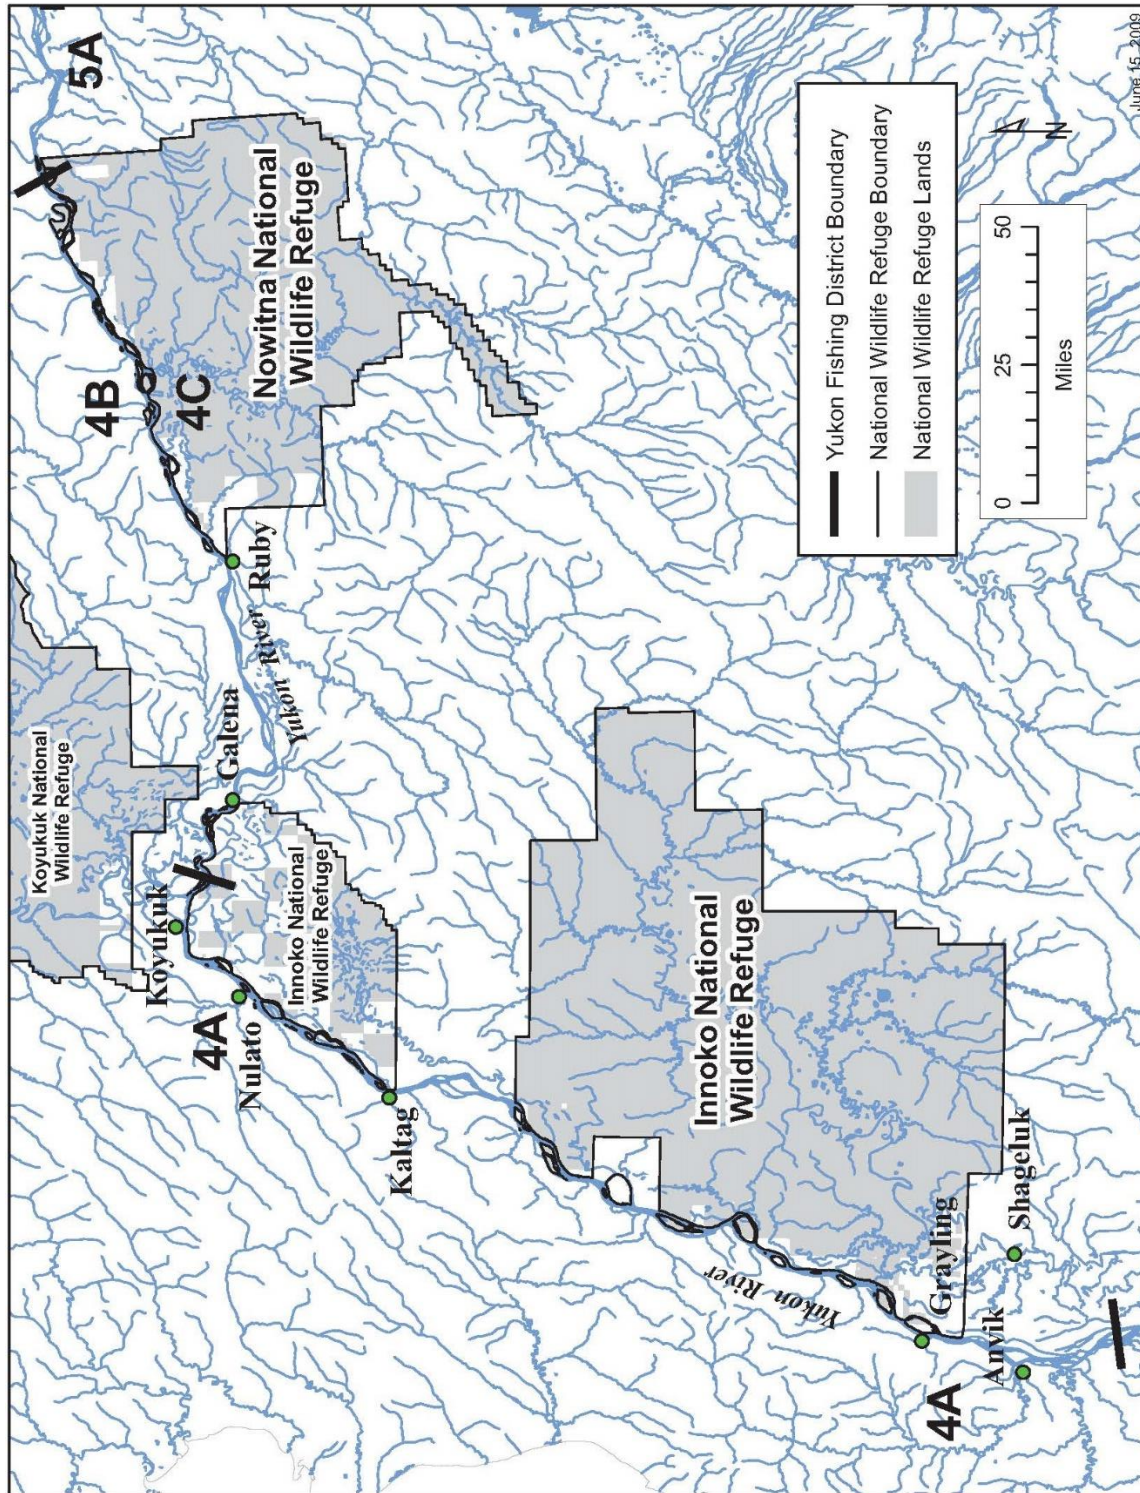 5A
4B
4C
Nowitna National
Wildlife Refuge
Koyukuk National
Wildlife Refuge
Ruby
Yukon River
Galena
Koyukuk
Innoko National
Wildlife Refuge
4A
Nulato
Kaltag
Innoko National
Wildlife Refuge
Yukon River
Grayling
Shageluk
Anvik
4A
Yukon Fishing District Boundary
National Wildlife Refuge Boundary
National Wildlife Refuge Lands
0 25 50
Miles
N
June 15, 2009